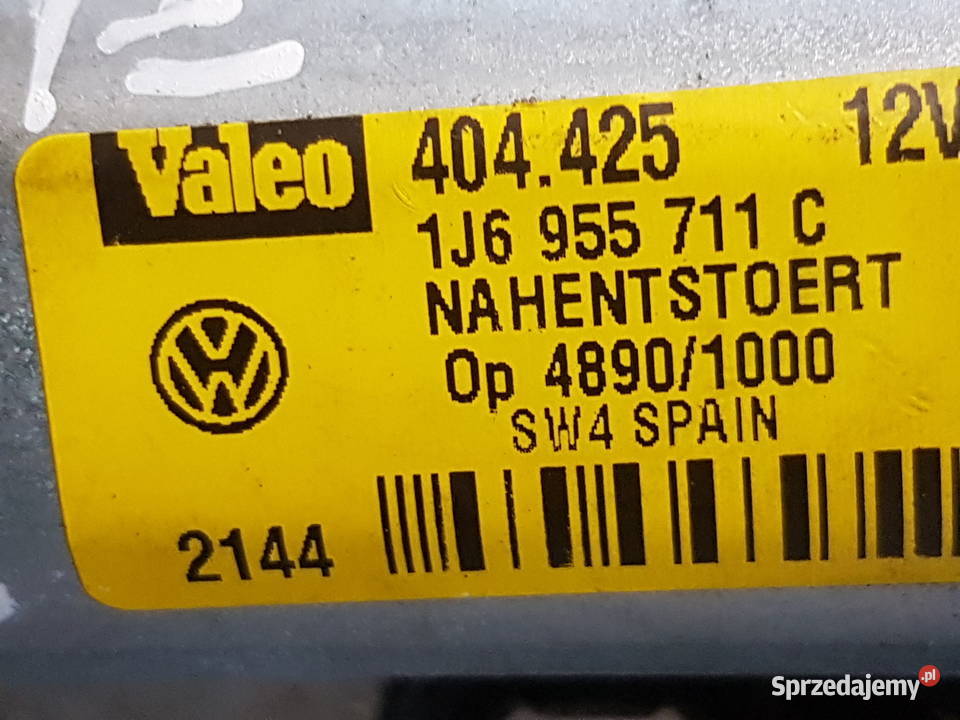 Valeo 404.425 12V
1J6 955 711 C
NAHENTSTOERT
Op 4890/1000
SW4 SPAIN
2144
Sprzedajemy.pl